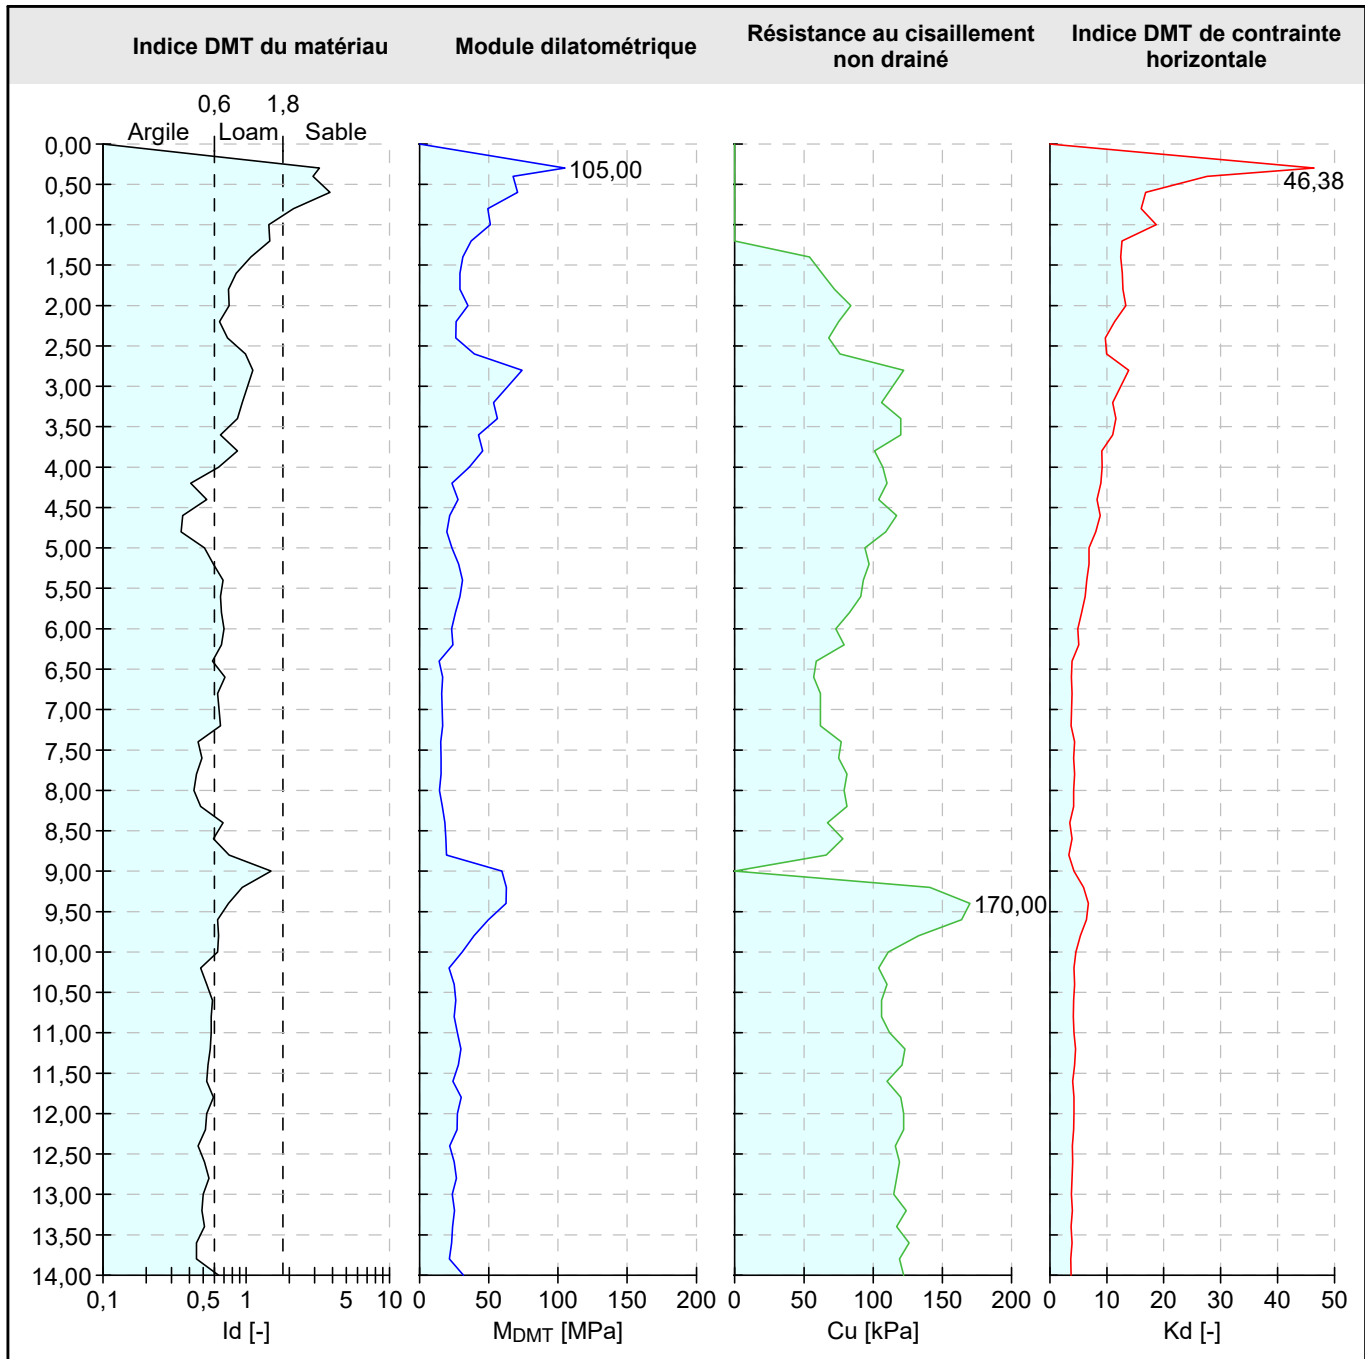 Indice DMT du matériau
Module dilatométrique
Résistance au cisaillement
non drainé
Indice DMT de contrainte
horizontale
0,6 1,8
Argile Loam Sable
0,00
0,50
1,00
1,50
2,00
2,50
3,00
3,50
4,00
4,50
5,00
5,50
6,00
6,50
7,00
7,50
8,00
8,50
9,00
9,50
10,00
10,50
11,00
11,50
12,00
12,50
13,00
13,50
14,00
0,1 0,5 1 5 10
Id [-]
105,00
0 50 100 150 200
MDMT [MPa]
170,00
0 50 100 150 200
Cu [kPa]
46,38
0 10 20 30 40 50
Kd [-]